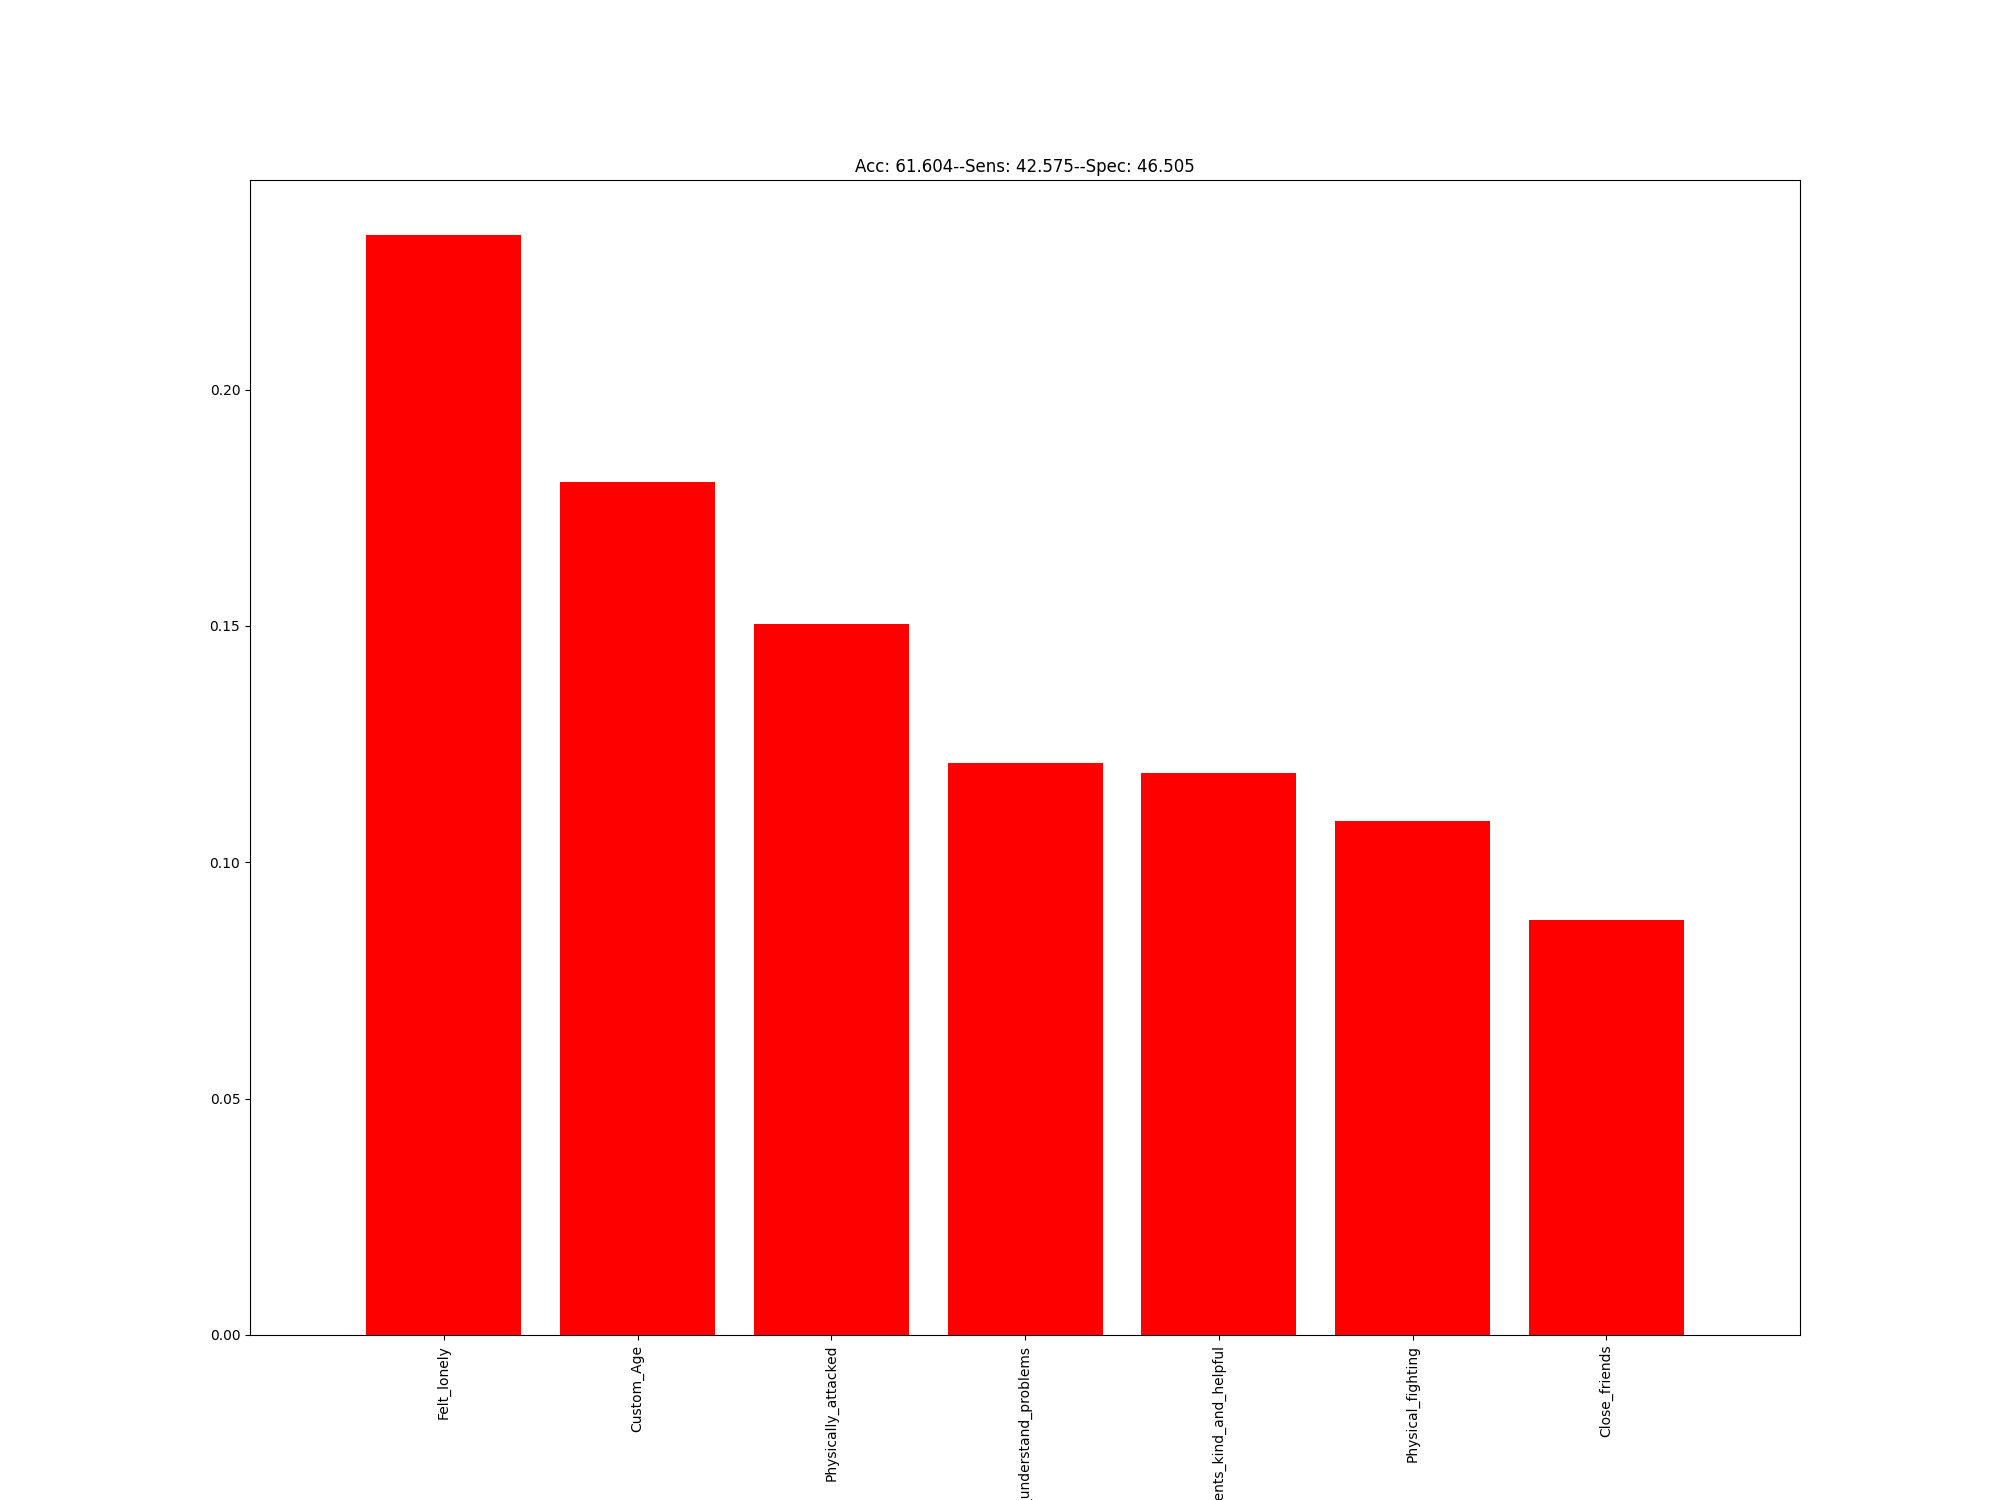 Acc: 61.604--Sens: 42.575--Spec: 46.505
0.20
0.15
0.10
0.05
0.00
Felt_lonely
Custom_Age
Physically_attacked
_understand_problems
ents_kind_and_helpful
Physical_fighting
Close_friends